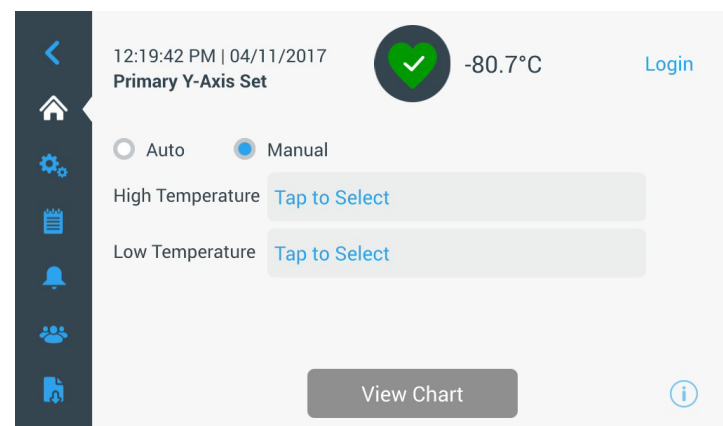 12:19:42 PM | 04/11/2017
Primary Y-Axis Set
-80.7°C
Login
Auto
Manual
High Temperature
Tap to Select
Low Temperature
Tap to Select
View Chart
i